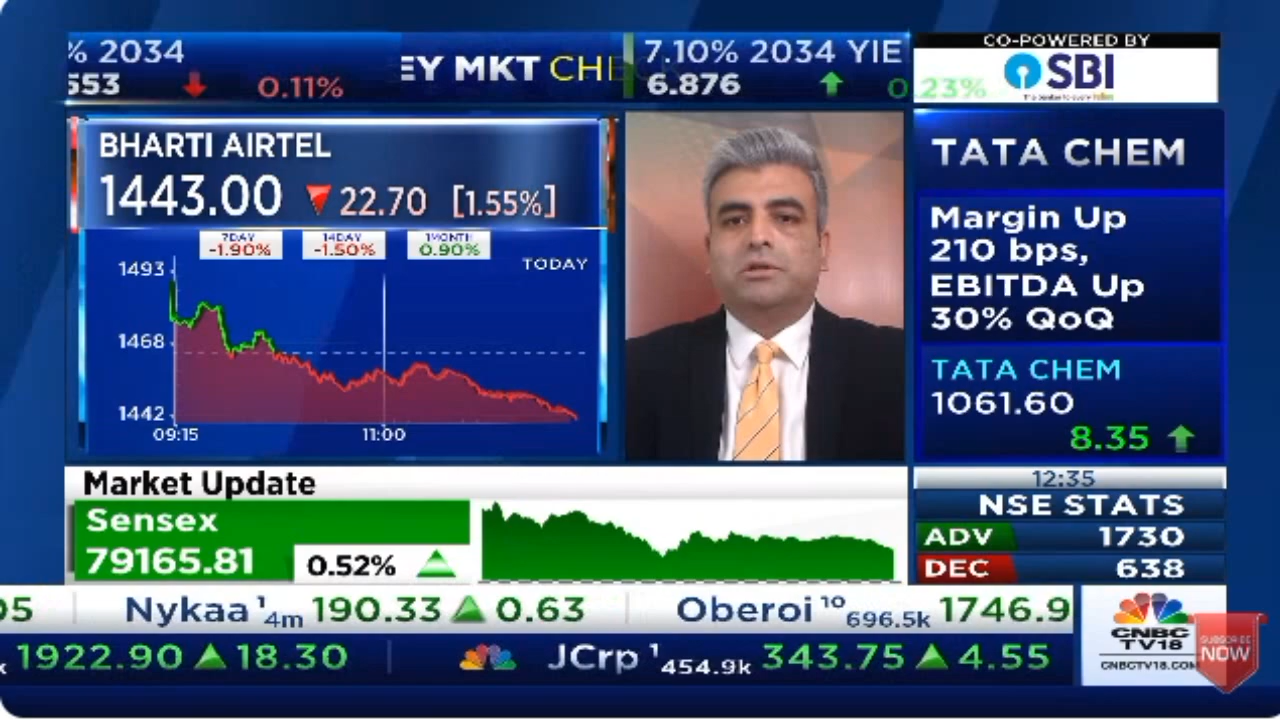 % 2034
553 0.11%
EY MKT CHE
7.10% 2034 YIE
6.876 0.23%
CO-POWERED BY
SBI
BHARTI AIRTEL
1443.00 22.70 [1.55%]
7DAY
-1.90%
14DAY
-1.50%
1MONTH
0.90%
TODAY
1493
1468
1442
09:15 11:00
TATA CHEM
Margin Up
210 bps,
EBITDA Up
30% QoQ
TATA CHEM
1061.60
8.35
12:35
NSE STATS
ADV 1730
DEC 638
Market Update
Sensex
79165.81 0.52%
05 Nykaa 1 4m 190.33 0.63 Oberoi 10 696.5k 1746.9
k 1922.90 18.30 JCrp 1 454.9k 343.75 4.55
CNBC
TV18
CNBCTV18.COM
SUBSCRIBE
NOW